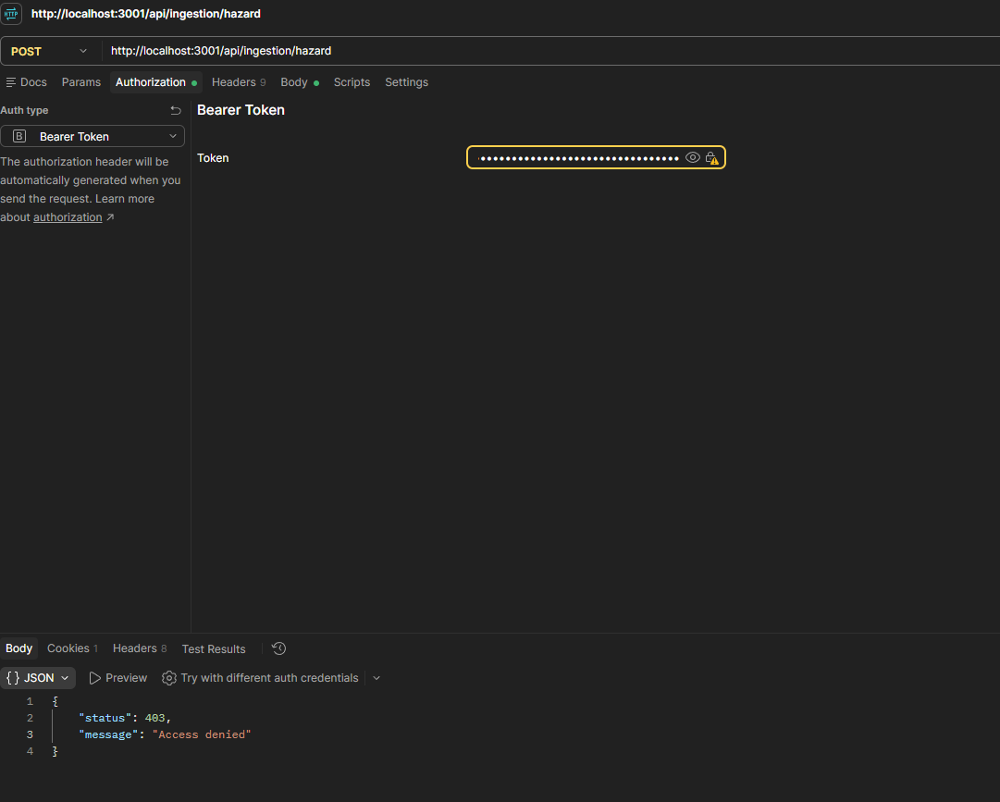 HTTP http://localhost:3001/api/ingestion/hazard
POST http://localhost:3001/api/ingestion/hazard
Docs Params Authorization Headers 9 Body Scripts Settings
Auth type
B Bearer Token
The authorization header will be
automatically generated when you
send the request. Learn more
about authorization ↗
Bearer Token
Token ••••••••••••••••••••••••••••••••
Body Cookies 1 Headers 8 Test Results
{} JSON Preview Try with different auth credentials
1 {
2 "status": 403,
3 "message": "Access denied"
4 }